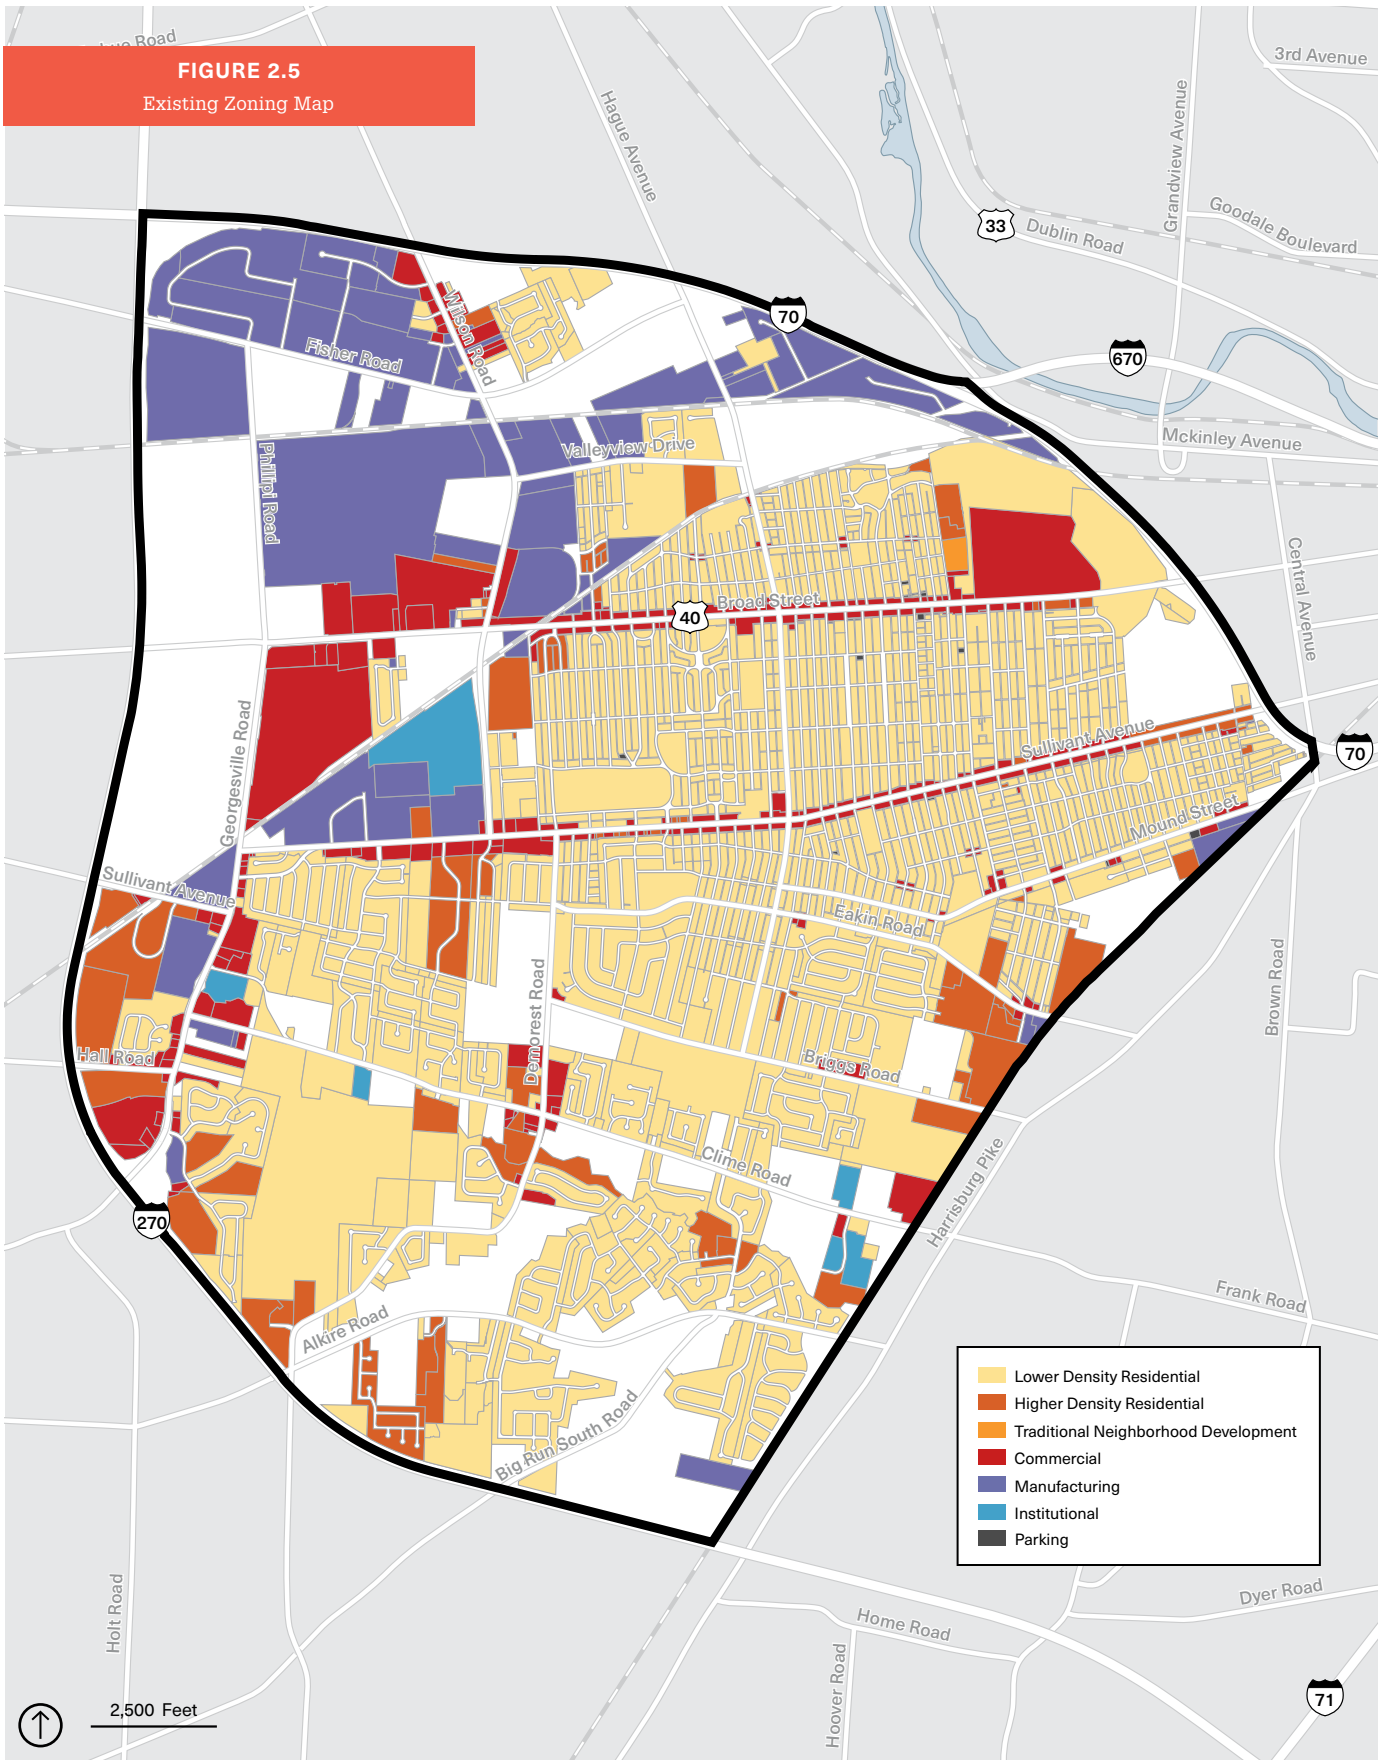 Road
FIGURE 2.5
Existing Zoning Map
3rd Avenue
Hague Avenue
Grandview Avenue
Goodale Boulevard
33
Dublin Road
70
Wilson Road
Fisher Road
670
Mckinley Avenue
Valleyview Drive
Phillipi Road
Central Avenue
Broad Street
40
Georgesville Road
Sullivant Avenue
70
Mound Street
Sullivant Avenue
Eakin Road
Brown Road
Demorest Road
Hall Road
Briggs Road
Clime Road
Harrisburg Pike
270
Frank Road
Alkire Road
Big Run South Road
Lower Density Residential
Higher Density Residential
Traditional Neighborhood Development
Commercial
Manufacturing
Institutional
Parking
Holt Road
Dyer Road
Home Road
Hoover Road
71
2,500 Feet